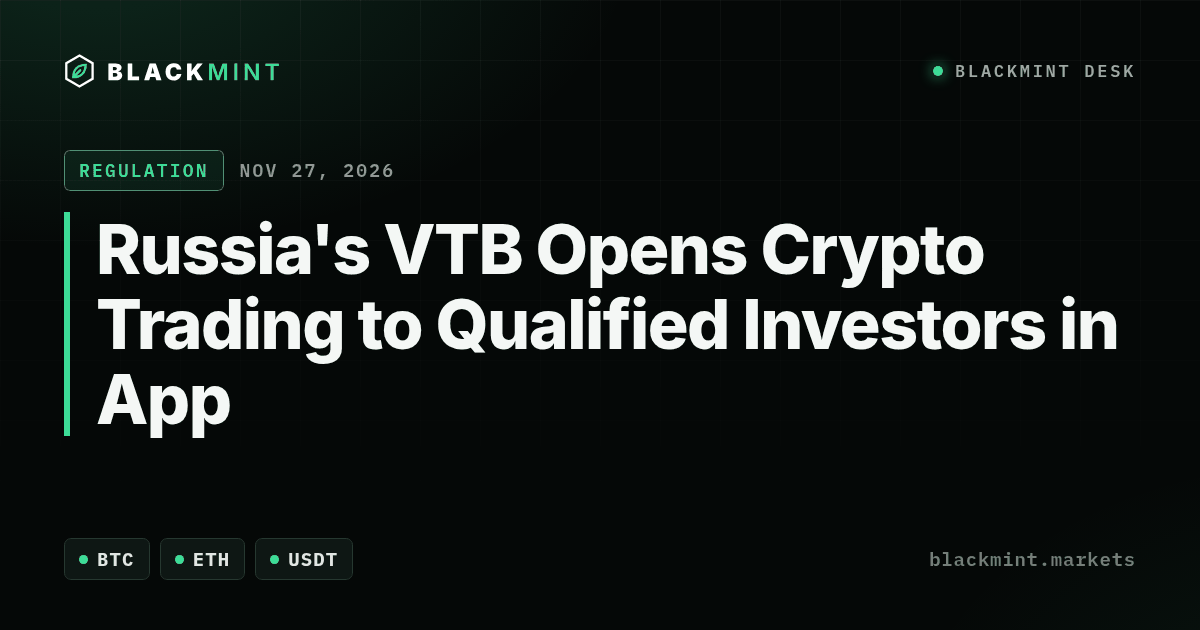 BLACKMINT
BLACKMINT DESK
REGULATION
NOV 27, 2026
Russia's VTB Opens Crypto
Trading to Qualified Investors in
App
BTC
ETH
USDT
blackmint.markets